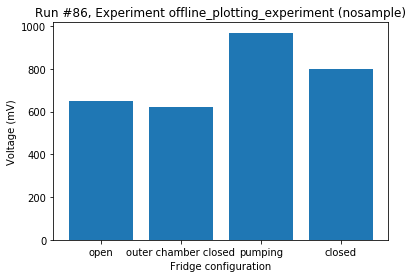 Run #86, Experiment offline_plotting_experiment (nosample)
1000
800
600
400
200
0
Voltage (mV)
open outer chamber closed pumping closed
Fridge configuration